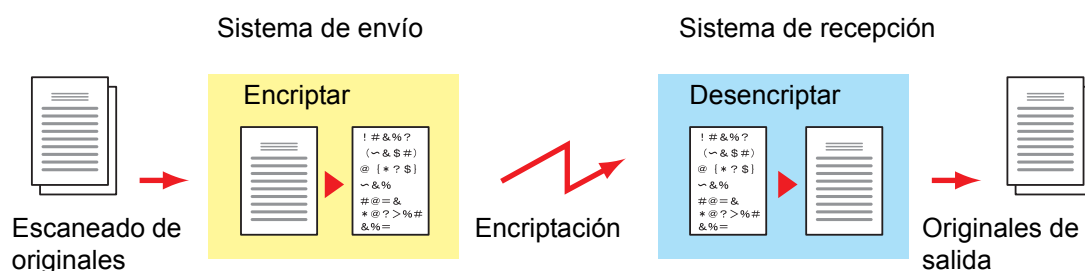 Sistema de envío
Sistema de recepción
Encriptar
Desencriptar
!#&%?
(∽&$#)
@[*?$]
∽&%
#@=&
*@?>%#
&%=
!#&%?
(∽&$#)
@[*?$]
∽&%
#@=&
*@?>%#
&%=
Escaneado de
originales
Encriptación
Originales de
salida